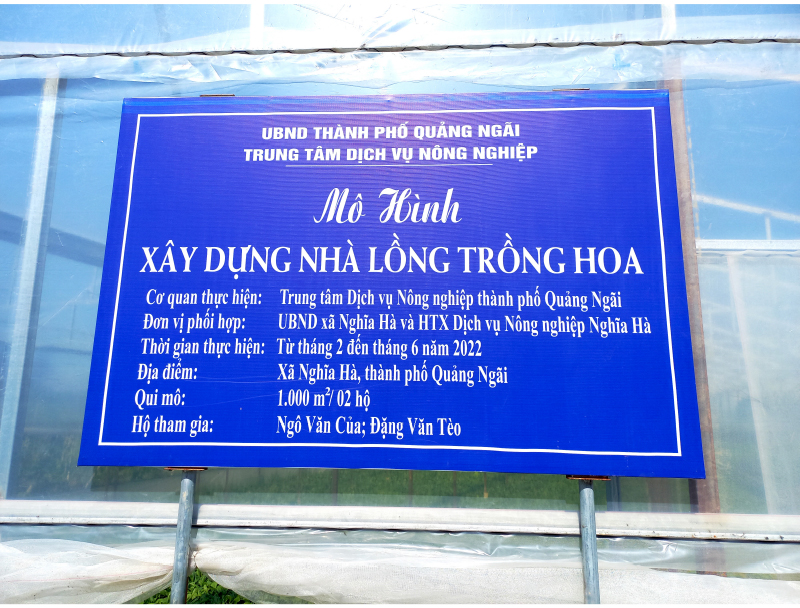 UBND THÀNH PHỐ QUẢNG NGÃI
TRUNG TÂM DỊCH VỤ NÔNG NGHIỆP
Mô Hình
XÂY DỰNG NHÀ LỒNG TRỒNG HOA
Cơ quan thực hiện: Trung tâm Dịch vụ Nông nghiệp thành phố Quảng Ngãi
Đơn vị phối hợp: UBND xã Nghĩa Hà và HTX Dịch vụ Nông nghiệp Nghĩa Hà
Thời gian thực hiện: Từ tháng 2 đến tháng 6 năm 2022
Địa điểm: Xã Nghĩa Hà, thành phố Quảng Ngãi
Qui mô: 1.000 m²/ 02 hộ
Hộ tham gia: Ngô Văn Của; Đặng Văn Tèo